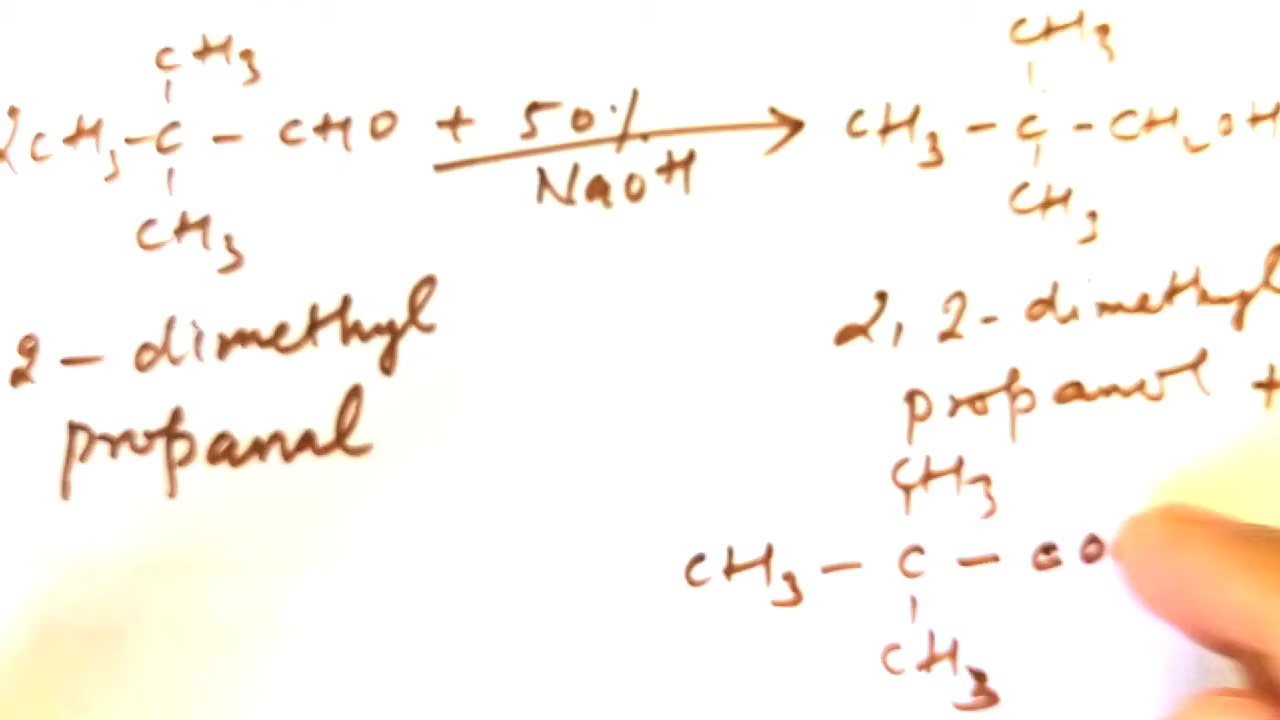 CH3 CH3
2CH3 - C - CHO + 50% NaOH → CH3 - C - CH2OH
CH3 CH3
2 - dimethyl
propanal
2, 2 - dimethyl
propanol +
CH3
CH3 - C - CO
CH3